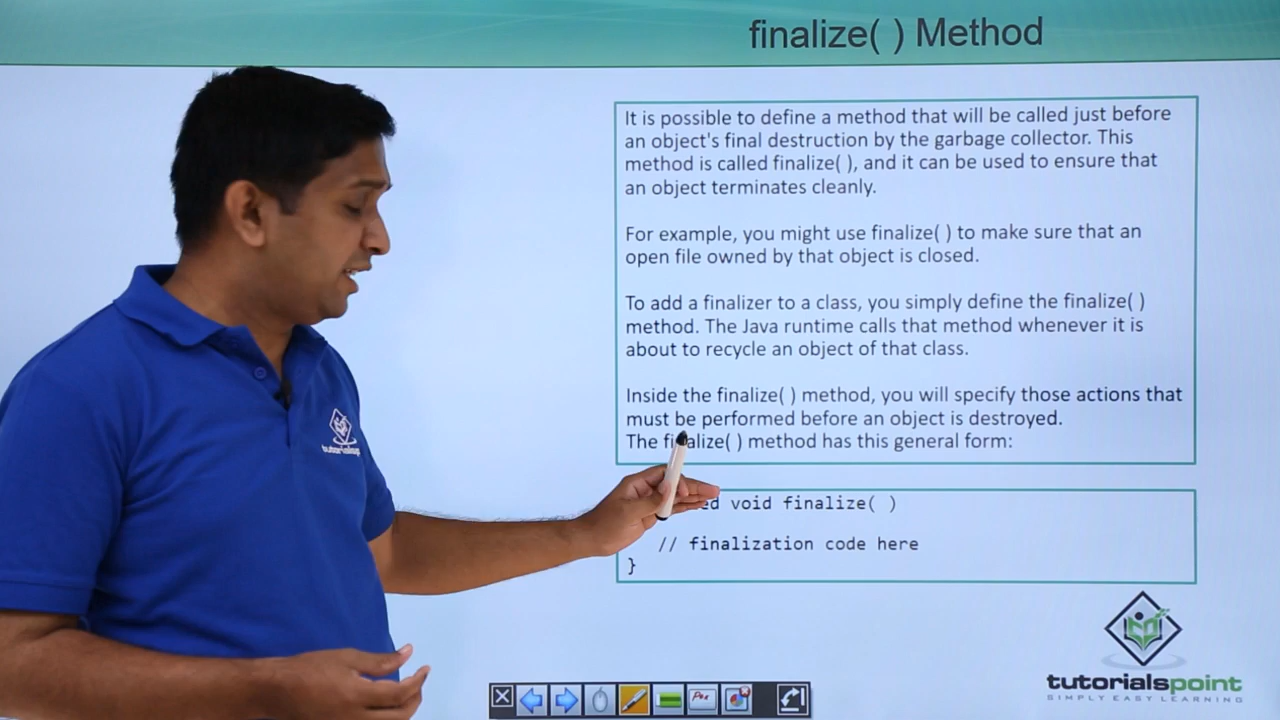 finalize( ) Method
It is possible to define a method that will be called just before
an object's final destruction by the garbage collector. This
method is called finalize( ), and it can be used to ensure that
an object terminates cleanly.
For example, you might use finalize( ) to make sure that an
open file owned by that object is closed.
To add a finalizer to a class, you simply define the finalize( )
method. The Java runtime calls that method whenever it is
about to recycle an object of that class.
Inside the finalize( ) method, you will specify those actions that
must be performed before an object is destroyed.
The finalize( ) method has this general form:
ed void finalize( )
// finalization code here
}
tutorialspoint
SIMPLY EASY LEARNING